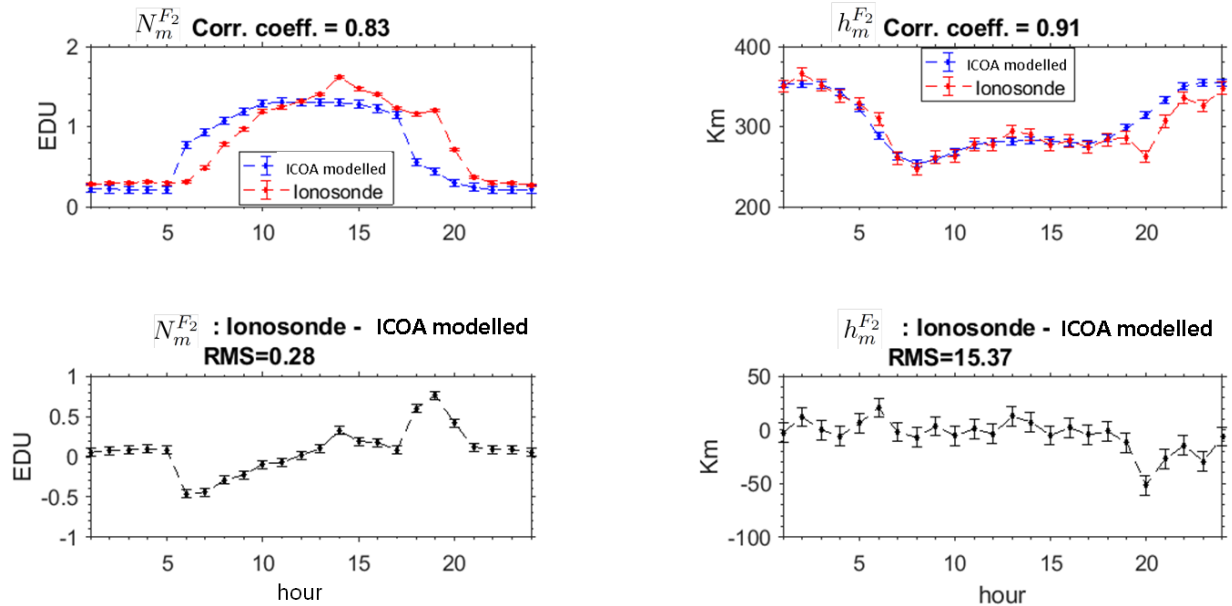 N_m^{F_2} Corr. coeff. = 0.83
2
1
0
EDU
ICOA modelled
Ionosonde
5 10 15 20
h_m^{F_2} Corr. coeff. = 0.91
400
300
200
Km
ICOA modelled
Ionosonde
5 10 15 20
N_m^{F_2} : Ionosonde - ICOA modelled
RMS=0.28
1
0.5
0
-0.5
-1
EDU
5 10 15 20
hour
h_m^{F_2} : Ionosonde - ICOA modelled
RMS=15.37
50
0
-50
-100
Km
5 10 15 20
hour